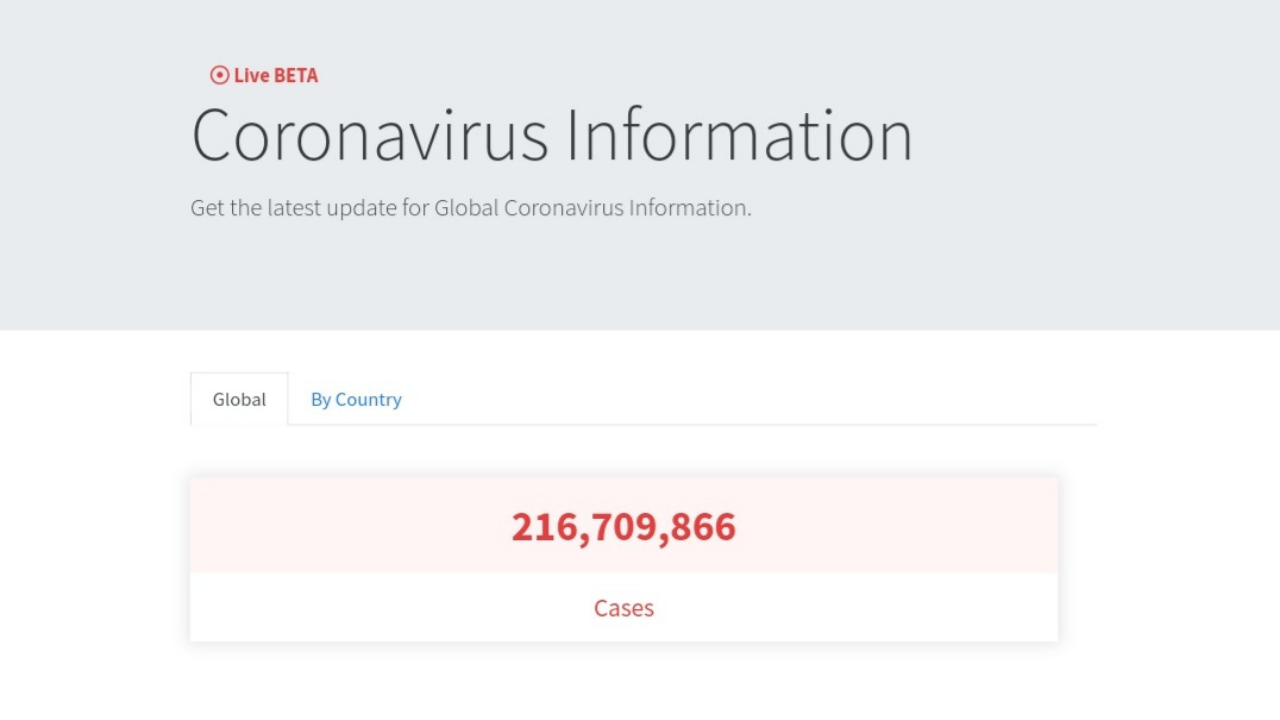 Live BETA
Coronavirus Information
Get the latest update for Global Coronavirus Information.
Global By Country
216,709,866
Cases